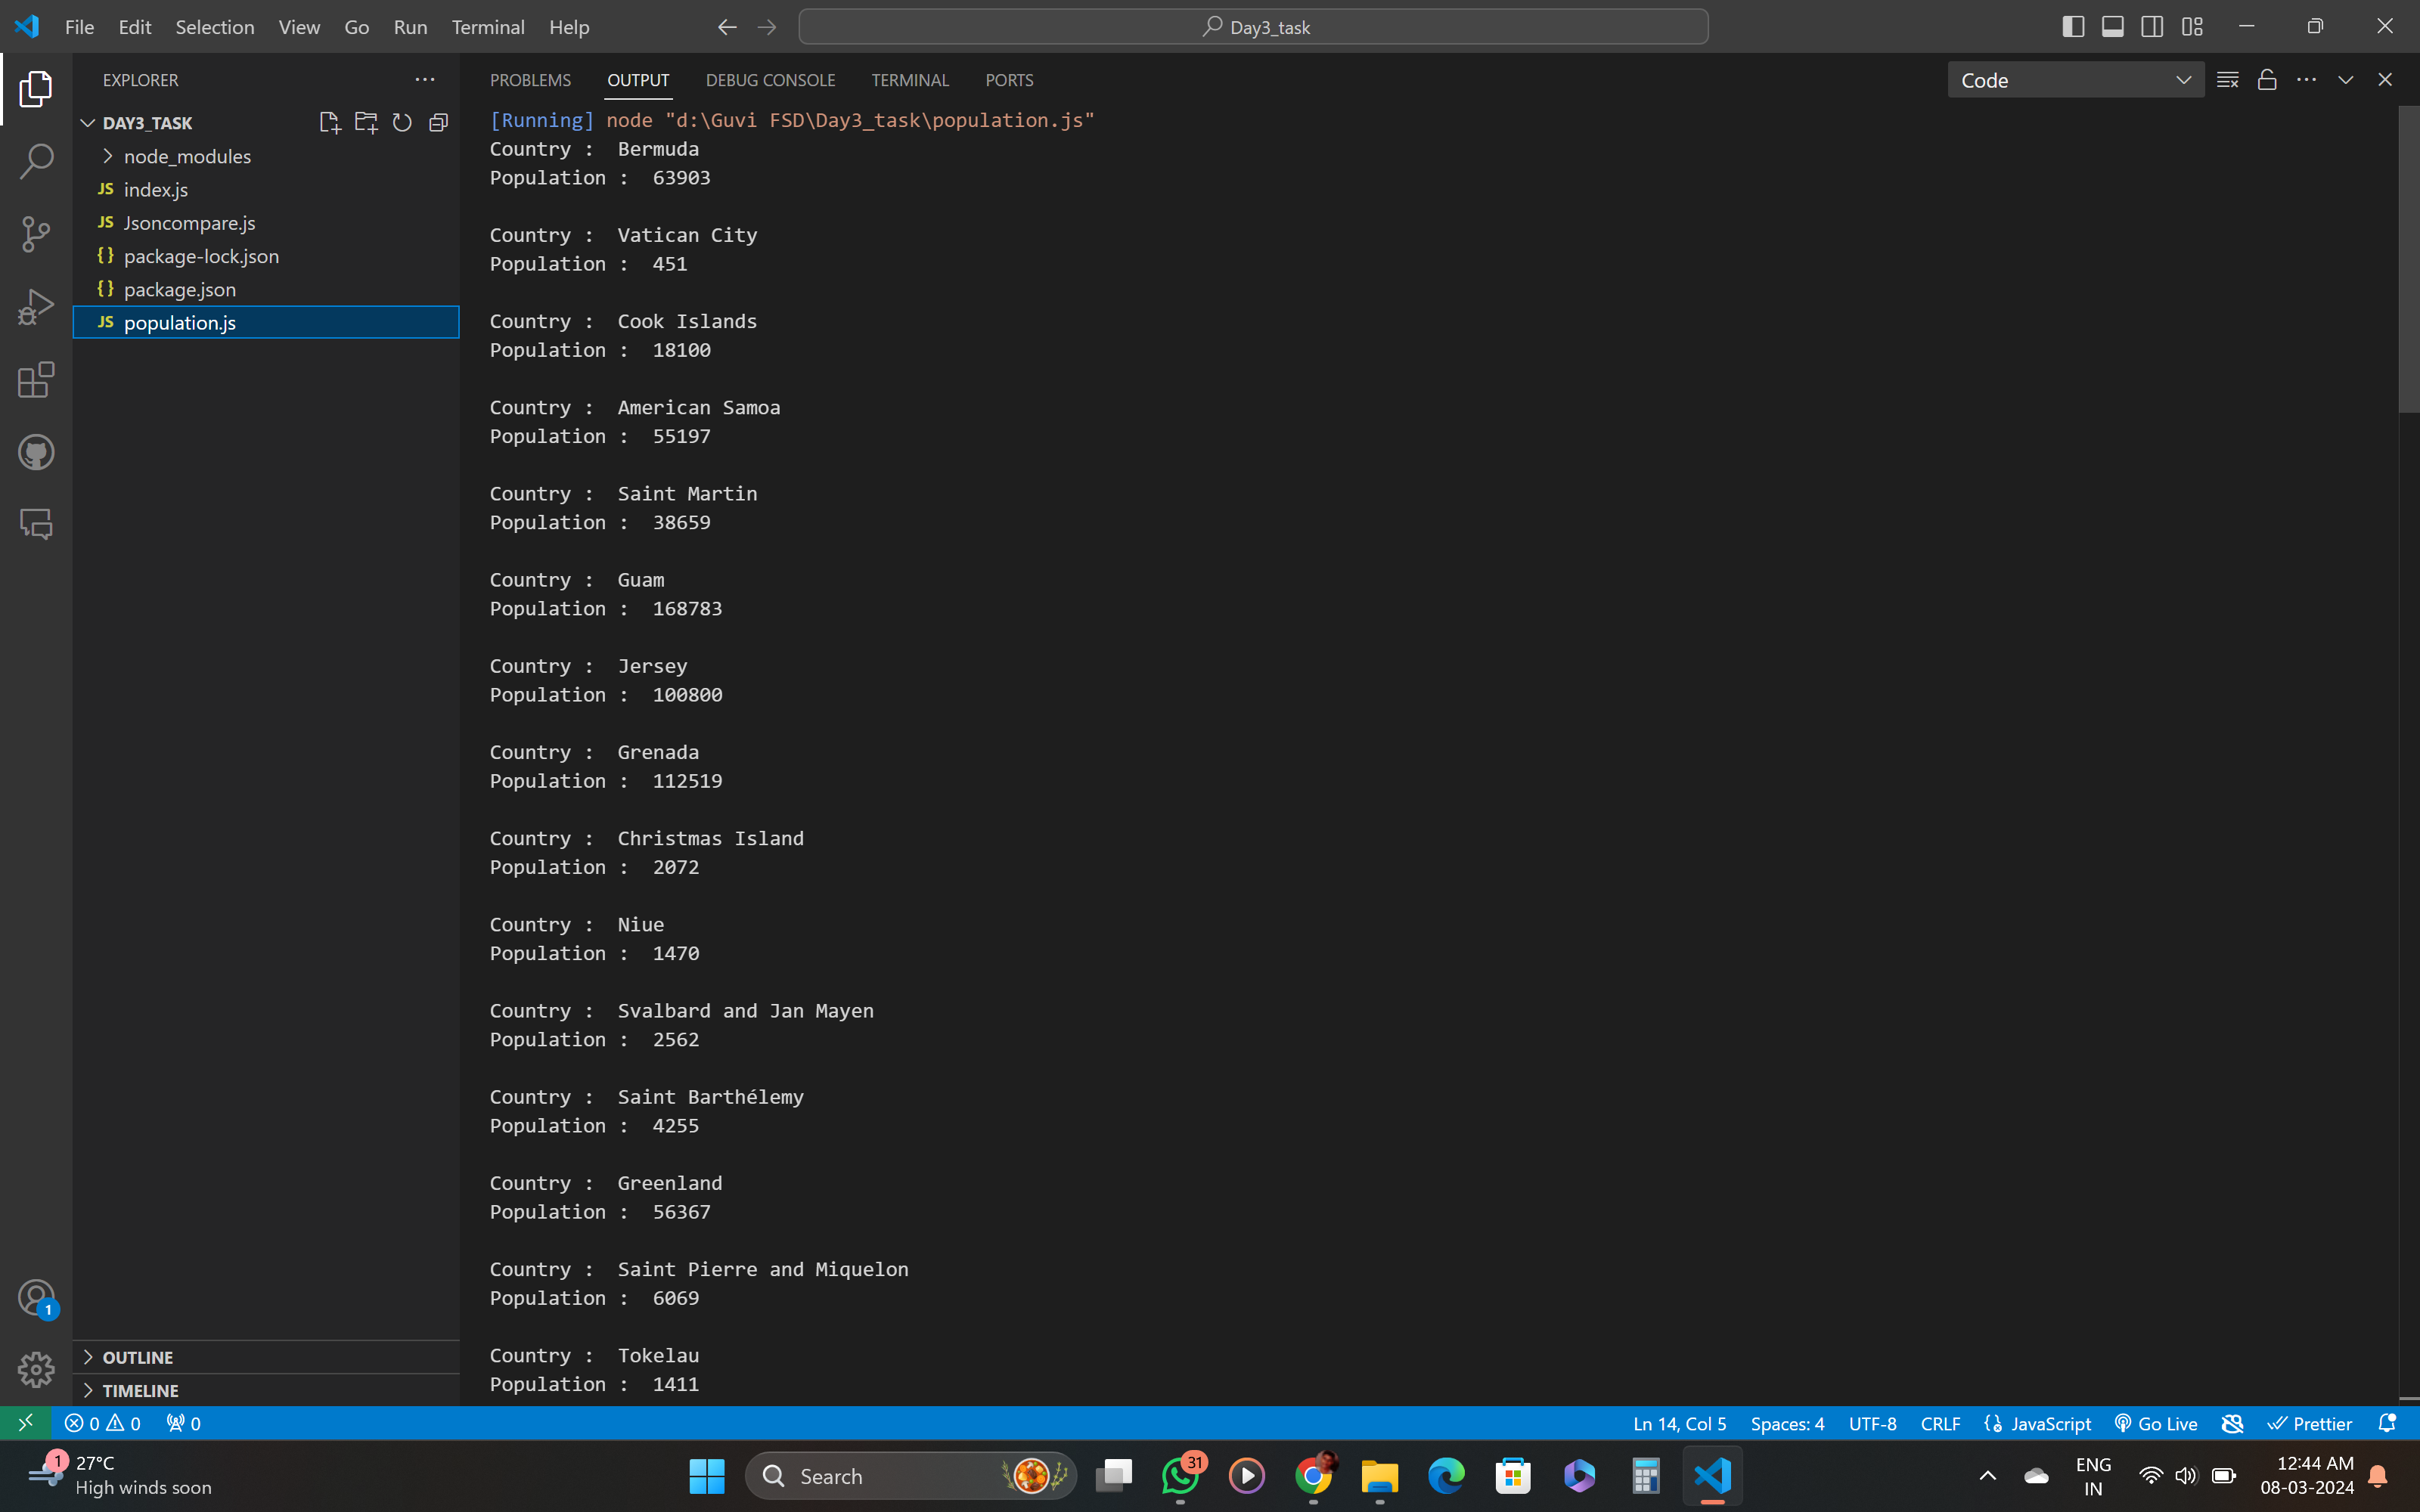 File Edit Selection View Go Run Terminal Help
Day3_task
EXPLORER
DAY3_TASK
node_modules
JS index.js
JS Jsoncompare.js
{} package-lock.json
{} package.json
JS population.js
OUTLINE
TIMELINE
PROBLEMS OUTPUT DEBUG CONSOLE TERMINAL PORTS
Code
[Running] node "d:\Guvi FSD\Day3_task\population.js"
Country :  Bermuda
Population :  63903
Country :  Vatican City
Population :  451
Country :  Cook Islands
Population :  18100
Country :  American Samoa
Population :  55197
Country :  Saint Martin
Population :  38659
Country :  Guam
Population :  168783
Country :  Jersey
Population :  100800
Country :  Grenada
Population :  112519
Country :  Christmas Island
Population :  2072
Country :  Niue
Population :  1470
Country :  Svalbard and Jan Mayen
Population :  2562
Country :  Saint Barthélemy
Population :  4255
Country :  Greenland
Population :  56367
Country :  Saint Pierre and Miquelon
Population :  6069
Country :  Tokelau
Population :  1411
1
0 0 0
Ln 14, Col 5 Spaces: 4 UTF-8 CRLF JavaScript Go Live Prettier
1
27°C
High winds soon
Search
31
ENG
IN
12:44 AM
08-03-2024